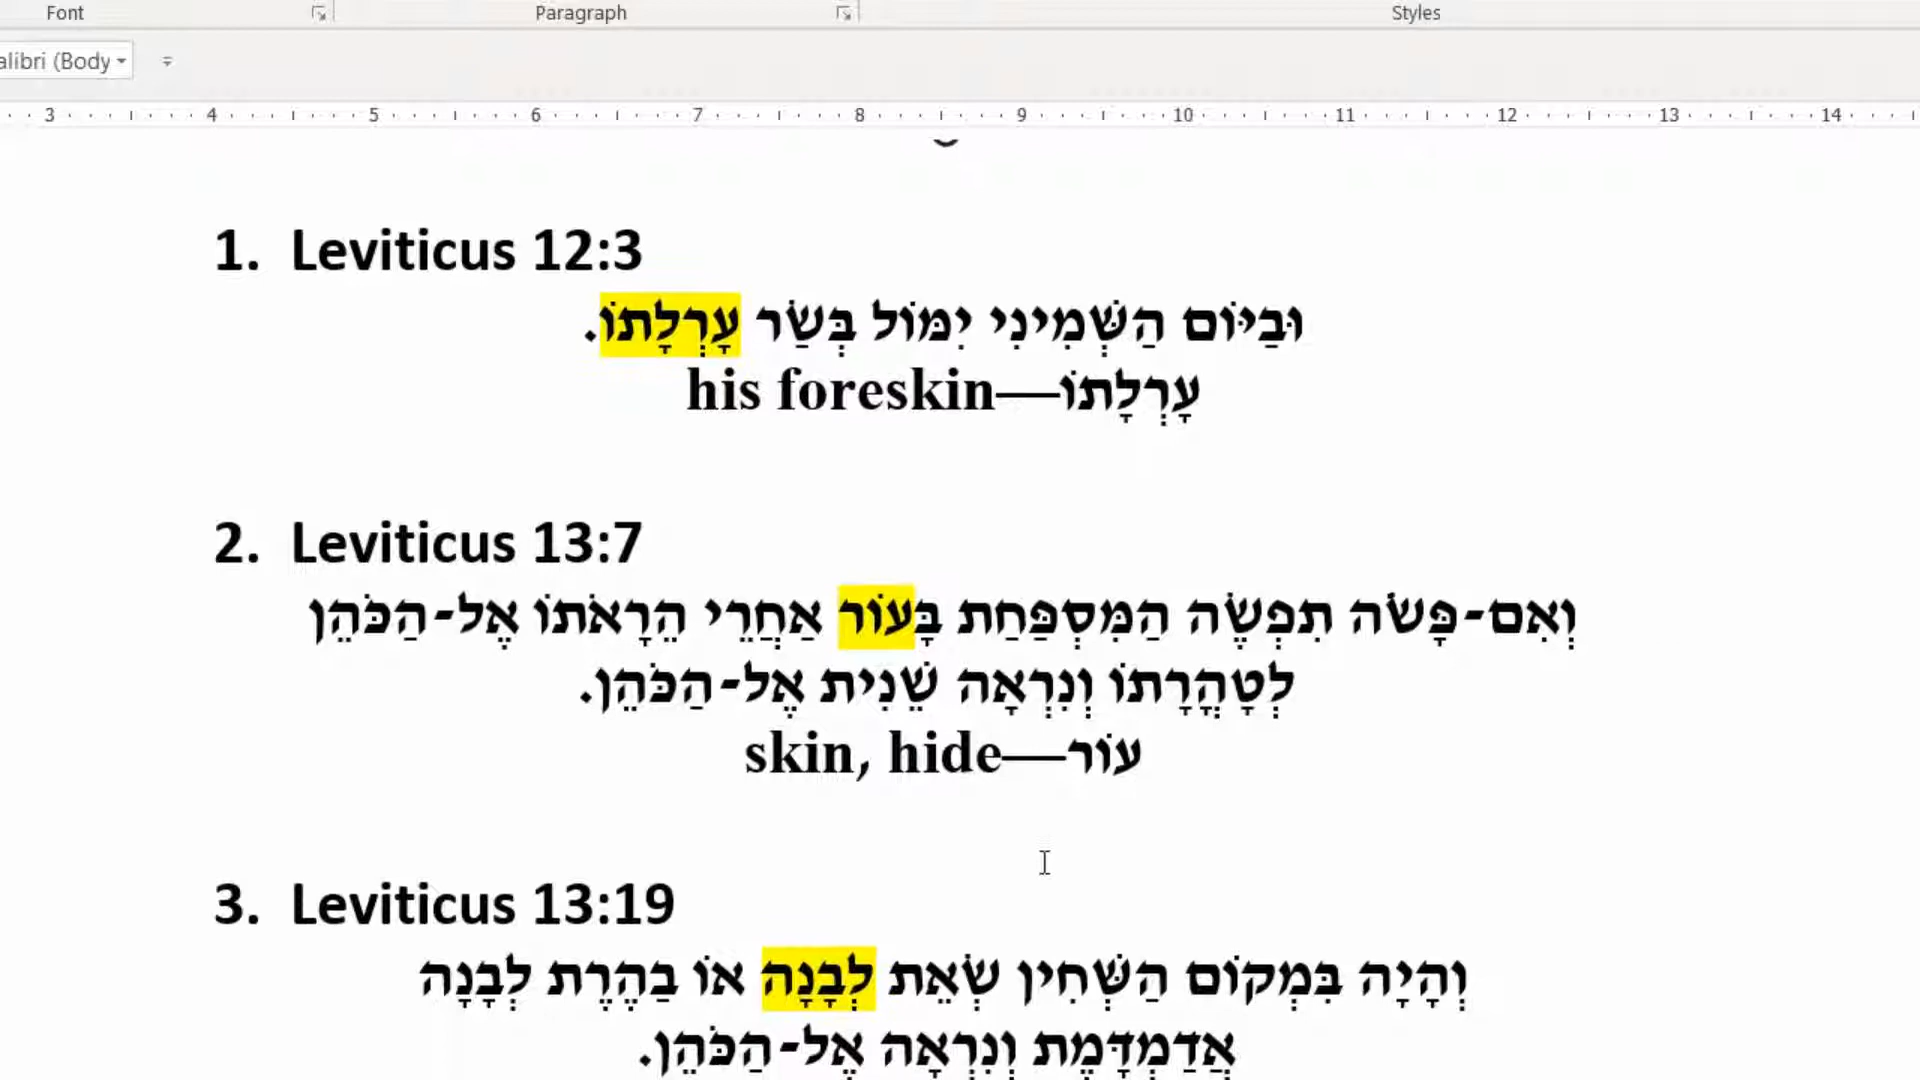 Font Paragraph Styles
alibri (Body
3 4 5 6 7 8 9 10 11 12 13 14
1. Leviticus 12:3
וּבַיּוֹם הַשְּׁמִינִי יִמּוֹל בְּשַׂר עָרְלָתוֹ.
עָרְלָתוֹ—his foreskin
2. Leviticus 13:7
וְאִם-פָּשֹׂה תִפְשֶׂה הַמִּסְפַּחַת בָּעוֹר אַחֲרֵי הֵרָאֹתוֹ אֶל-הַכֹּהֵן
לְטָהֳרָתוֹ וְנִרְאָה שֵׁנִית אֶל-הַכֹּהֵן.
עוֹר—skin, hide
3. Leviticus 13:19
וְהָיָה בִּמְקוֹם הַשְּׁחִין שְׂאֵת לְבָנָה אוֹ בַהֶרֶת לְבָנָה
אֲדַמְדָּמֶת וְנִרְאָה אֶל-הַכֹּהֵן.